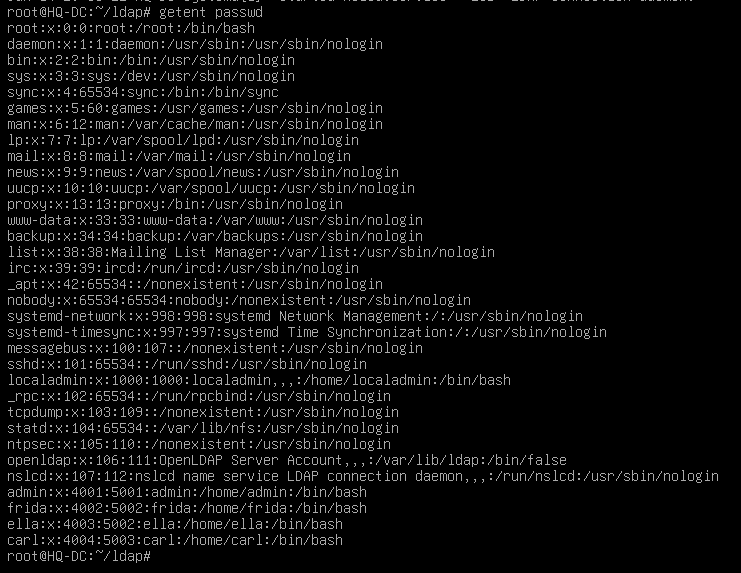 root@HQ-DC:~/ldap# getent passwd
root:x:0:0:root:/root:/bin/bash
daemon:x:1:1:daemon:/usr/sbin:/usr/sbin/nologin
bin:x:2:2:bin:/bin:/usr/sbin/nologin
sys:x:3:3:sys:/dev:/usr/sbin/nologin
sync:x:4:65534:sync:/bin:/bin/sync
games:x:5:60:games:/usr/games:/usr/sbin/nologin
man:x:6:12:man:/var/cache/man:/usr/sbin/nologin
lp:x:7:7:lp:/var/spool/lpd:/usr/sbin/nologin
mail:x:8:8:mail:/var/mail:/usr/sbin/nologin
news:x:9:9:news:/var/spool/news:/usr/sbin/nologin
uucp:x:10:10:uucp:/var/spool/uucp:/usr/sbin/nologin
proxy:x:13:13:proxy:/bin:/usr/sbin/nologin
www-data:x:33:33:www-data:/var/www:/usr/sbin/nologin
backup:x:34:34:backup:/var/backups:/usr/sbin/nologin
list:x:38:38:Mailing List Manager:/var/list:/usr/sbin/nologin
irc:x:39:39:ircd:/run/ircd:/usr/sbin/nologin
_apt:x:42:65534::/nonexistent:/usr/sbin/nologin
nobody:x:65534:65534:nobody:/nonexistent:/usr/sbin/nologin
systemd-network:x:998:998:systemd Network Management:/:/usr/sbin/nologin
systemd-timesync:x:997:997:systemd Time Synchronization:/:/usr/sbin/nologin
messagebus:x:100:107::/nonexistent:/usr/sbin/nologin
sshd:x:101:65534::/run/sshd:/usr/sbin/nologin
localadmin:x:1000:1000:localadmin,,,:/home/localadmin:/bin/bash
_rpc:x:102:65534::/run/rpcbind:/usr/sbin/nologin
tcpdump:x:103:109::/nonexistent:/usr/sbin/nologin
statd:x:104:65534::/var/lib/nfs:/usr/sbin/nologin
ntpsec:x:105:110::/nonexistent:/usr/sbin/nologin
openldap:x:106:111:OpenLDAP Server Account,,,:/var/lib/ldap:/bin/false
nslcd:x:107:112:nslcd name service LDAP connection daemon,,,:/run/nslcd:/usr/sbin/nologin
admin:x:4001:5001:admin:/home/admin:/bin/bash
frida:x:4002:5002:frida:/home/frida:/bin/bash
ella:x:4003:5002:ella:/home/ella:/bin/bash
carl:x:4004:5003:carl:/home/carl:/bin/bash
root@HQ-DC:~/ldap#